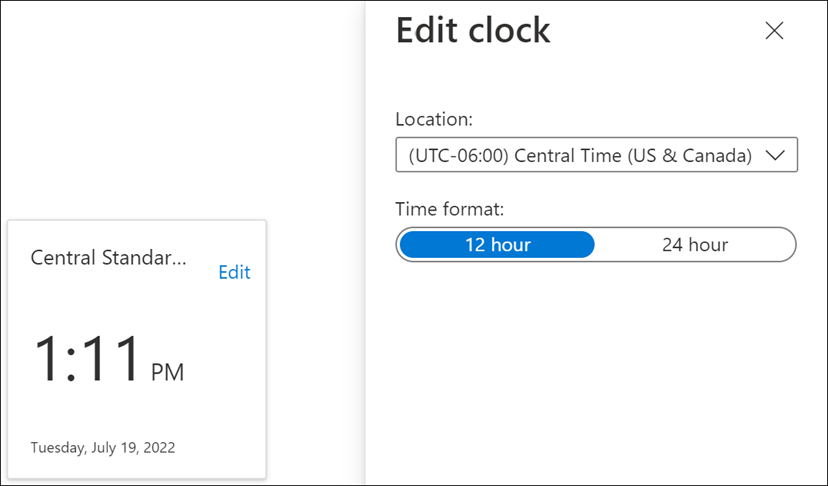 Edit clock
Location:
(UTC-06:00) Central Time (US & Canada)
Time format:
12 hour 24 hour
Central Standar...
Edit
1:11 PM
Tuesday, July 19, 2022